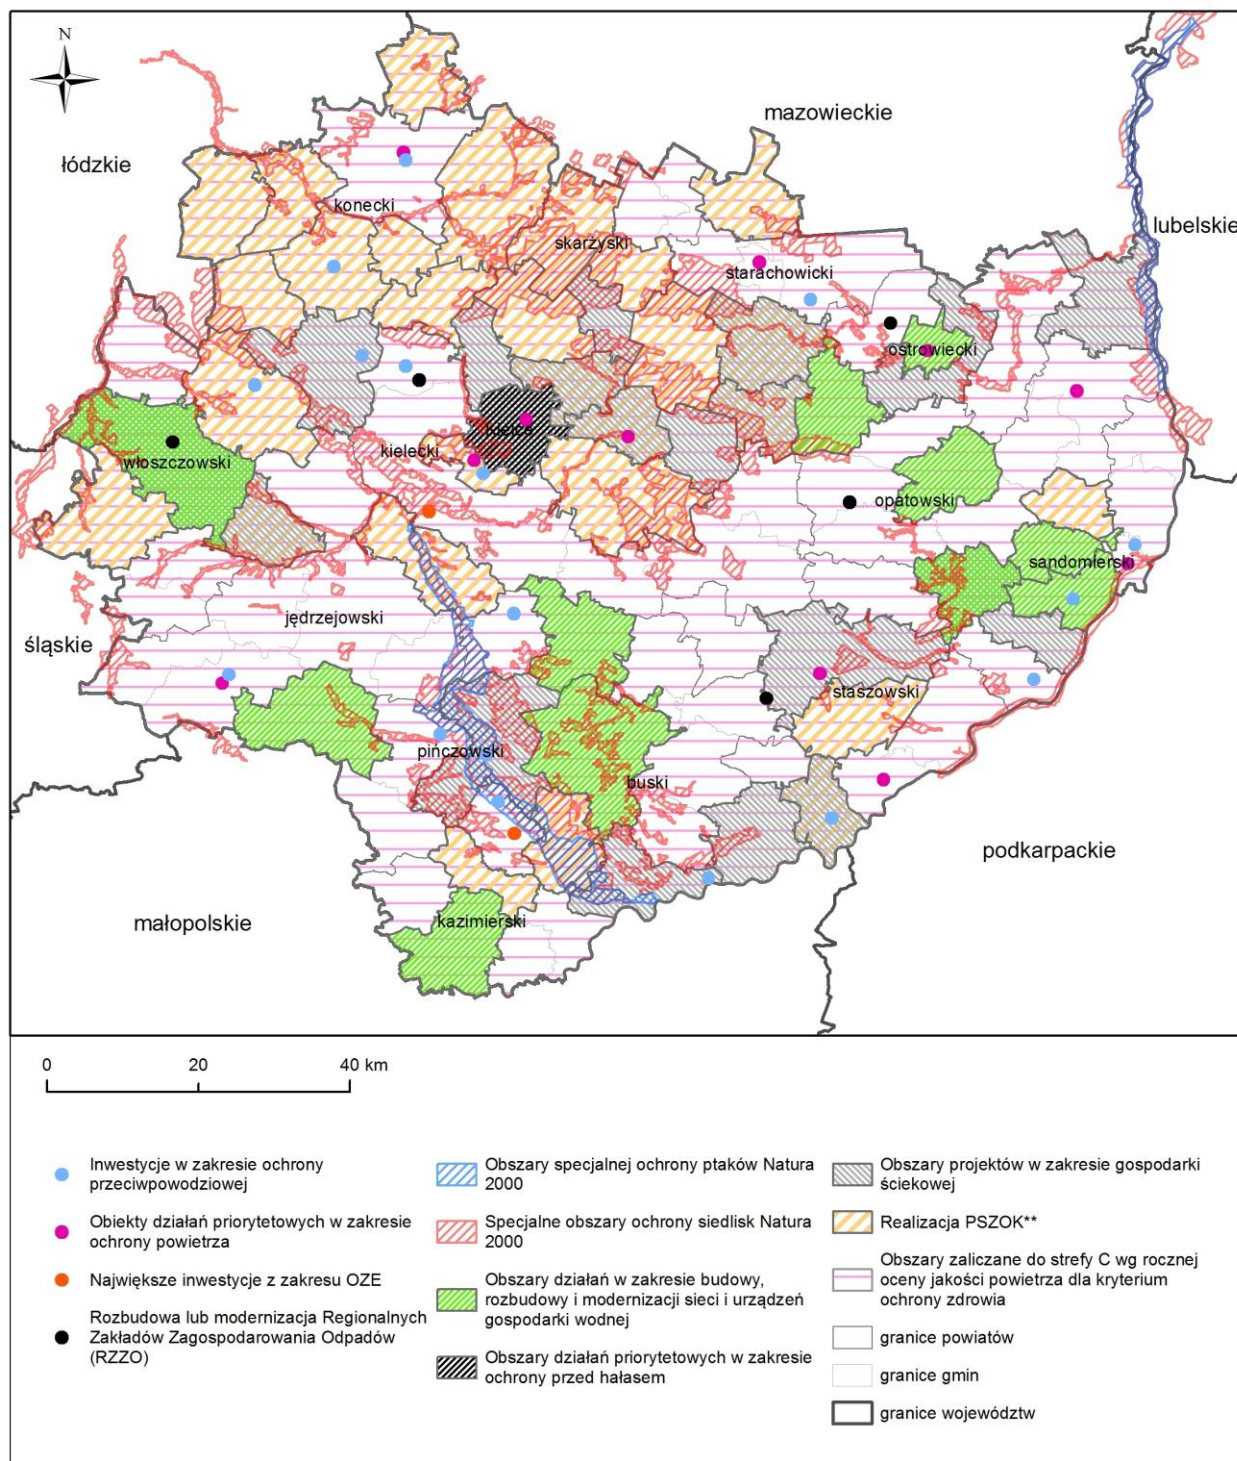 N
mazowieckie
łódzkie
lubelskie
konecki
skarżyski
starachowicki
ostrowiecki
kielce
kielecki
włoszczowski
opatowski
sandomierski
jędrzejowski
śląskie
staszowski
pińczowski
buski
podkarpackie
małopolskie
kazimierski
0 20 40 km
Inwestycje w zakresie ochrony
przeciwpowodziowej
Obiekty działań priorytetowych w zakresie
ochrony powietrza
Największe inwestycje z zakresu OZE
Rozbudowa lub modernizacja Regionalnych
Zakładów Zagospodarowania Odpadów
(RZZO)
Obszary specjalnej ochrony ptaków Natura
2000
Specjalne obszary ochrony siedlisk Natura
2000
Obszary działań w zakresie budowy,
rozbudowy i modernizacji sieci i urządzeń
gospodarki wodnej
Obszary działań priorytetowych w zakresie
ochrony przed hałasem
Obszary projektów w zakresie gospodarki
ściekowej
Realizacja PSZOK**
Obszary zaliczane do strefy C wg rocznej
oceny jakości powietrza dla kryterium
ochrony zdrowia
granice powiatów
granice gmin
granice województw